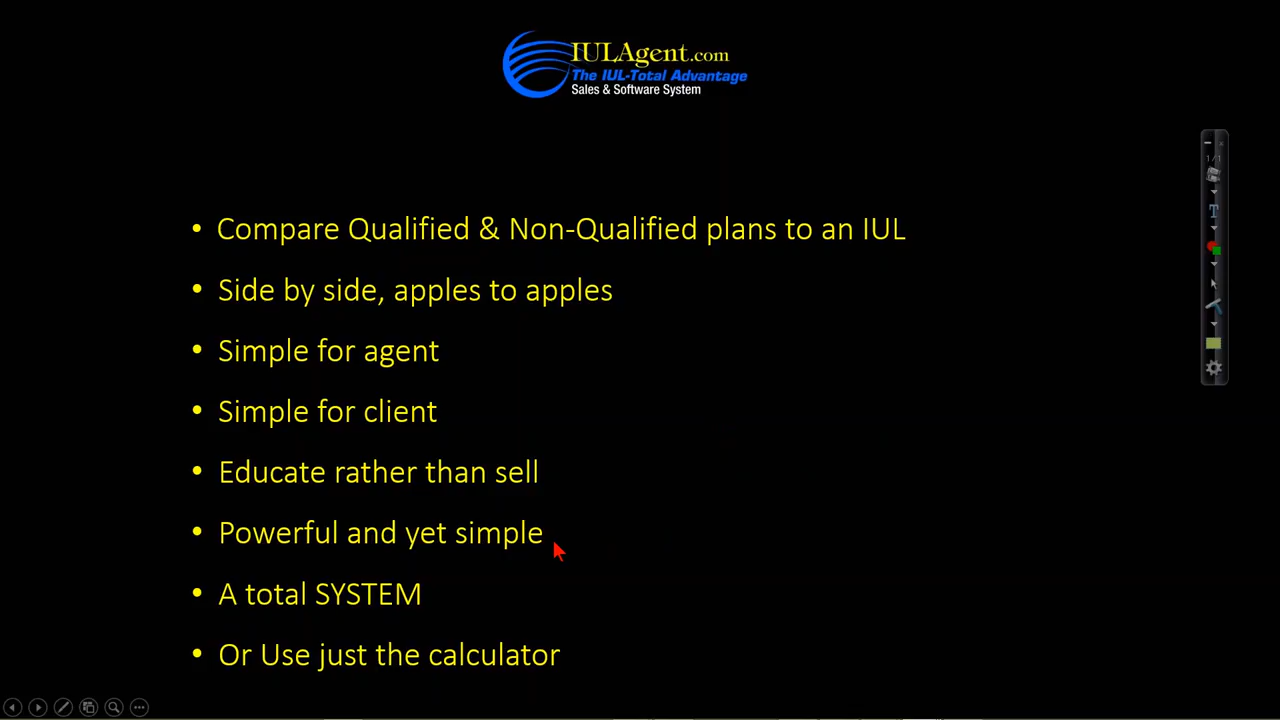 IULAgent.com
The IUL-Total Advantage
Sales & Software System
1/1
T
• Compare Qualified & Non-Qualified plans to an IUL
• Side by side, apples to apples
• Simple for agent
• Simple for client
• Educate rather than sell
• Powerful and yet simple
• A total SYSTEM
• Or Use just the calculator